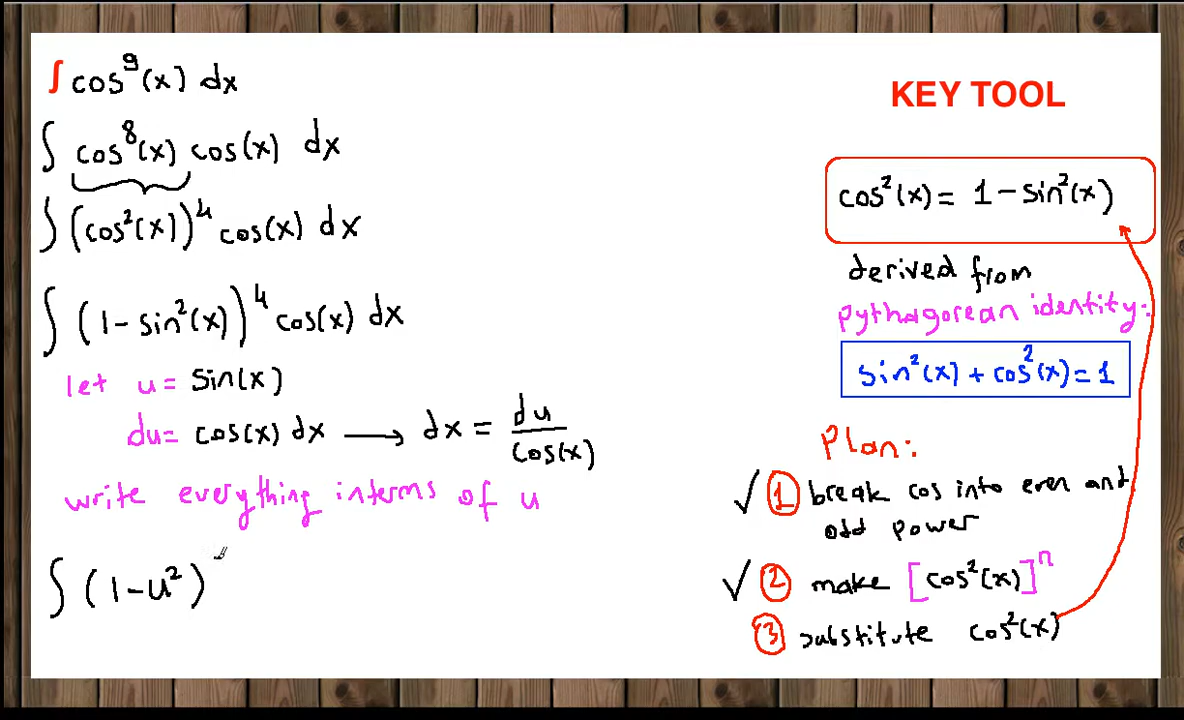 ∫ cos⁹(x) dx
∫ cos⁸(x) cos(x) dx
∫ (cos²(x))⁴ cos(x) dx
∫ (1 - sin²(x))⁴ cos(x) dx
let u = sin(x)
du = cos(x) dx → dx = du/cos(x)
write everything interms of u
∫ (1-u²)
KEY TOOL
cos²(x) = 1 - sin²(x)
derived from
pythagorean identity:
sin²(x) + cos²(x) = 1
Plan:
✓ ① break cos into even and
odd power
✓ ② make [cos²(x)]ⁿ
③ substitute cos²(x)